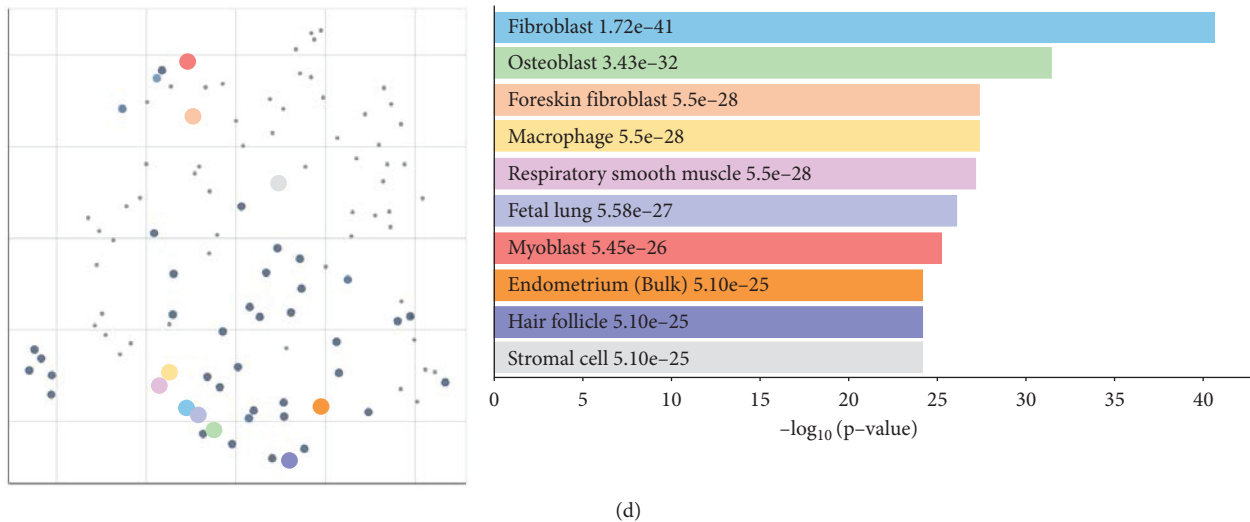 Fibroblast 1.72e–41
Osteoblast 3.43e–32
Foreskin fibroblast 5.5e–28
Macrophage 5.5e–28
Respiratory smooth muscle 5.5e–28
Fetal lung 5.58e–27
Myoblast 5.45e–26
Endometrium (Bulk) 5.10e–25
Hair follicle 5.10e–25
Stromal cell 5.10e–25
0 5 10 15 20 25 30 35 40
–log10 (p–value)
(d)